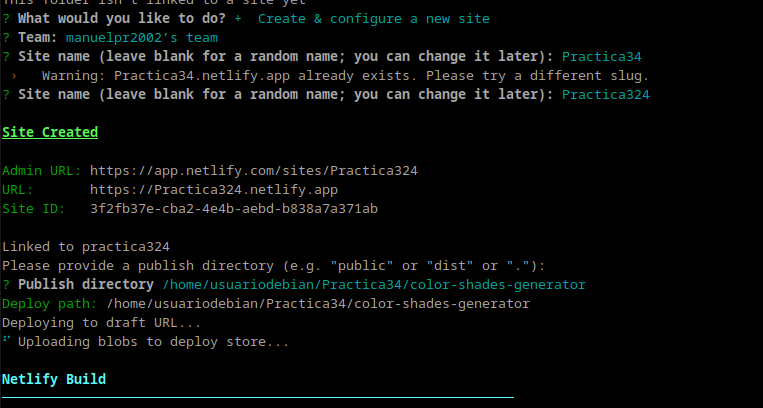 This folder isn't linked to a site yet
? What would you like to do? + Create & configure a new site
? Team: manuelpr2002's team
? Site name (leave blank for a random name; you can change it later): Practica34
› Warning: Practica34.netlify.app already exists. Please try a different slug.
? Site name (leave blank for a random name; you can change it later): Practica324
Site Created
Admin URL: https://app.netlify.com/sites/Practica324
URL: https://Practica324.netlify.app
Site ID: 3f2fb37e-cba2-4e4b-aebd-b838a7a371ab
Linked to practica324
Please provide a publish directory (e.g. "public" or "dist" or "."):
? Publish directory /home/usuariodebian/Practica34/color-shades-generator
Deploy path: /home/usuariodebian/Practica34/color-shades-generator
Deploying to draft URL...
⠋ Uploading blobs to deploy store...
Netlify Build